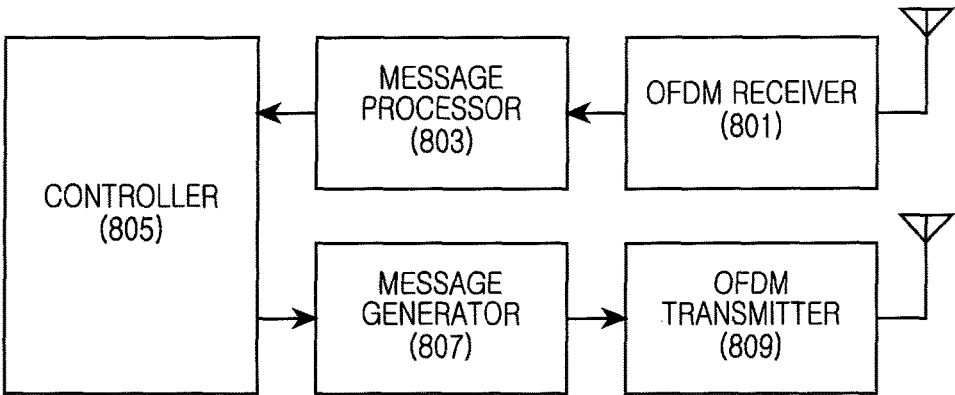 MESSAGE
PROCESSOR
(803)
OFDM RECEIVER
(801)
CONTROLLER
(805)
MESSAGE
GENERATOR
(807)
OFDM
TRANSMITTER
(809)